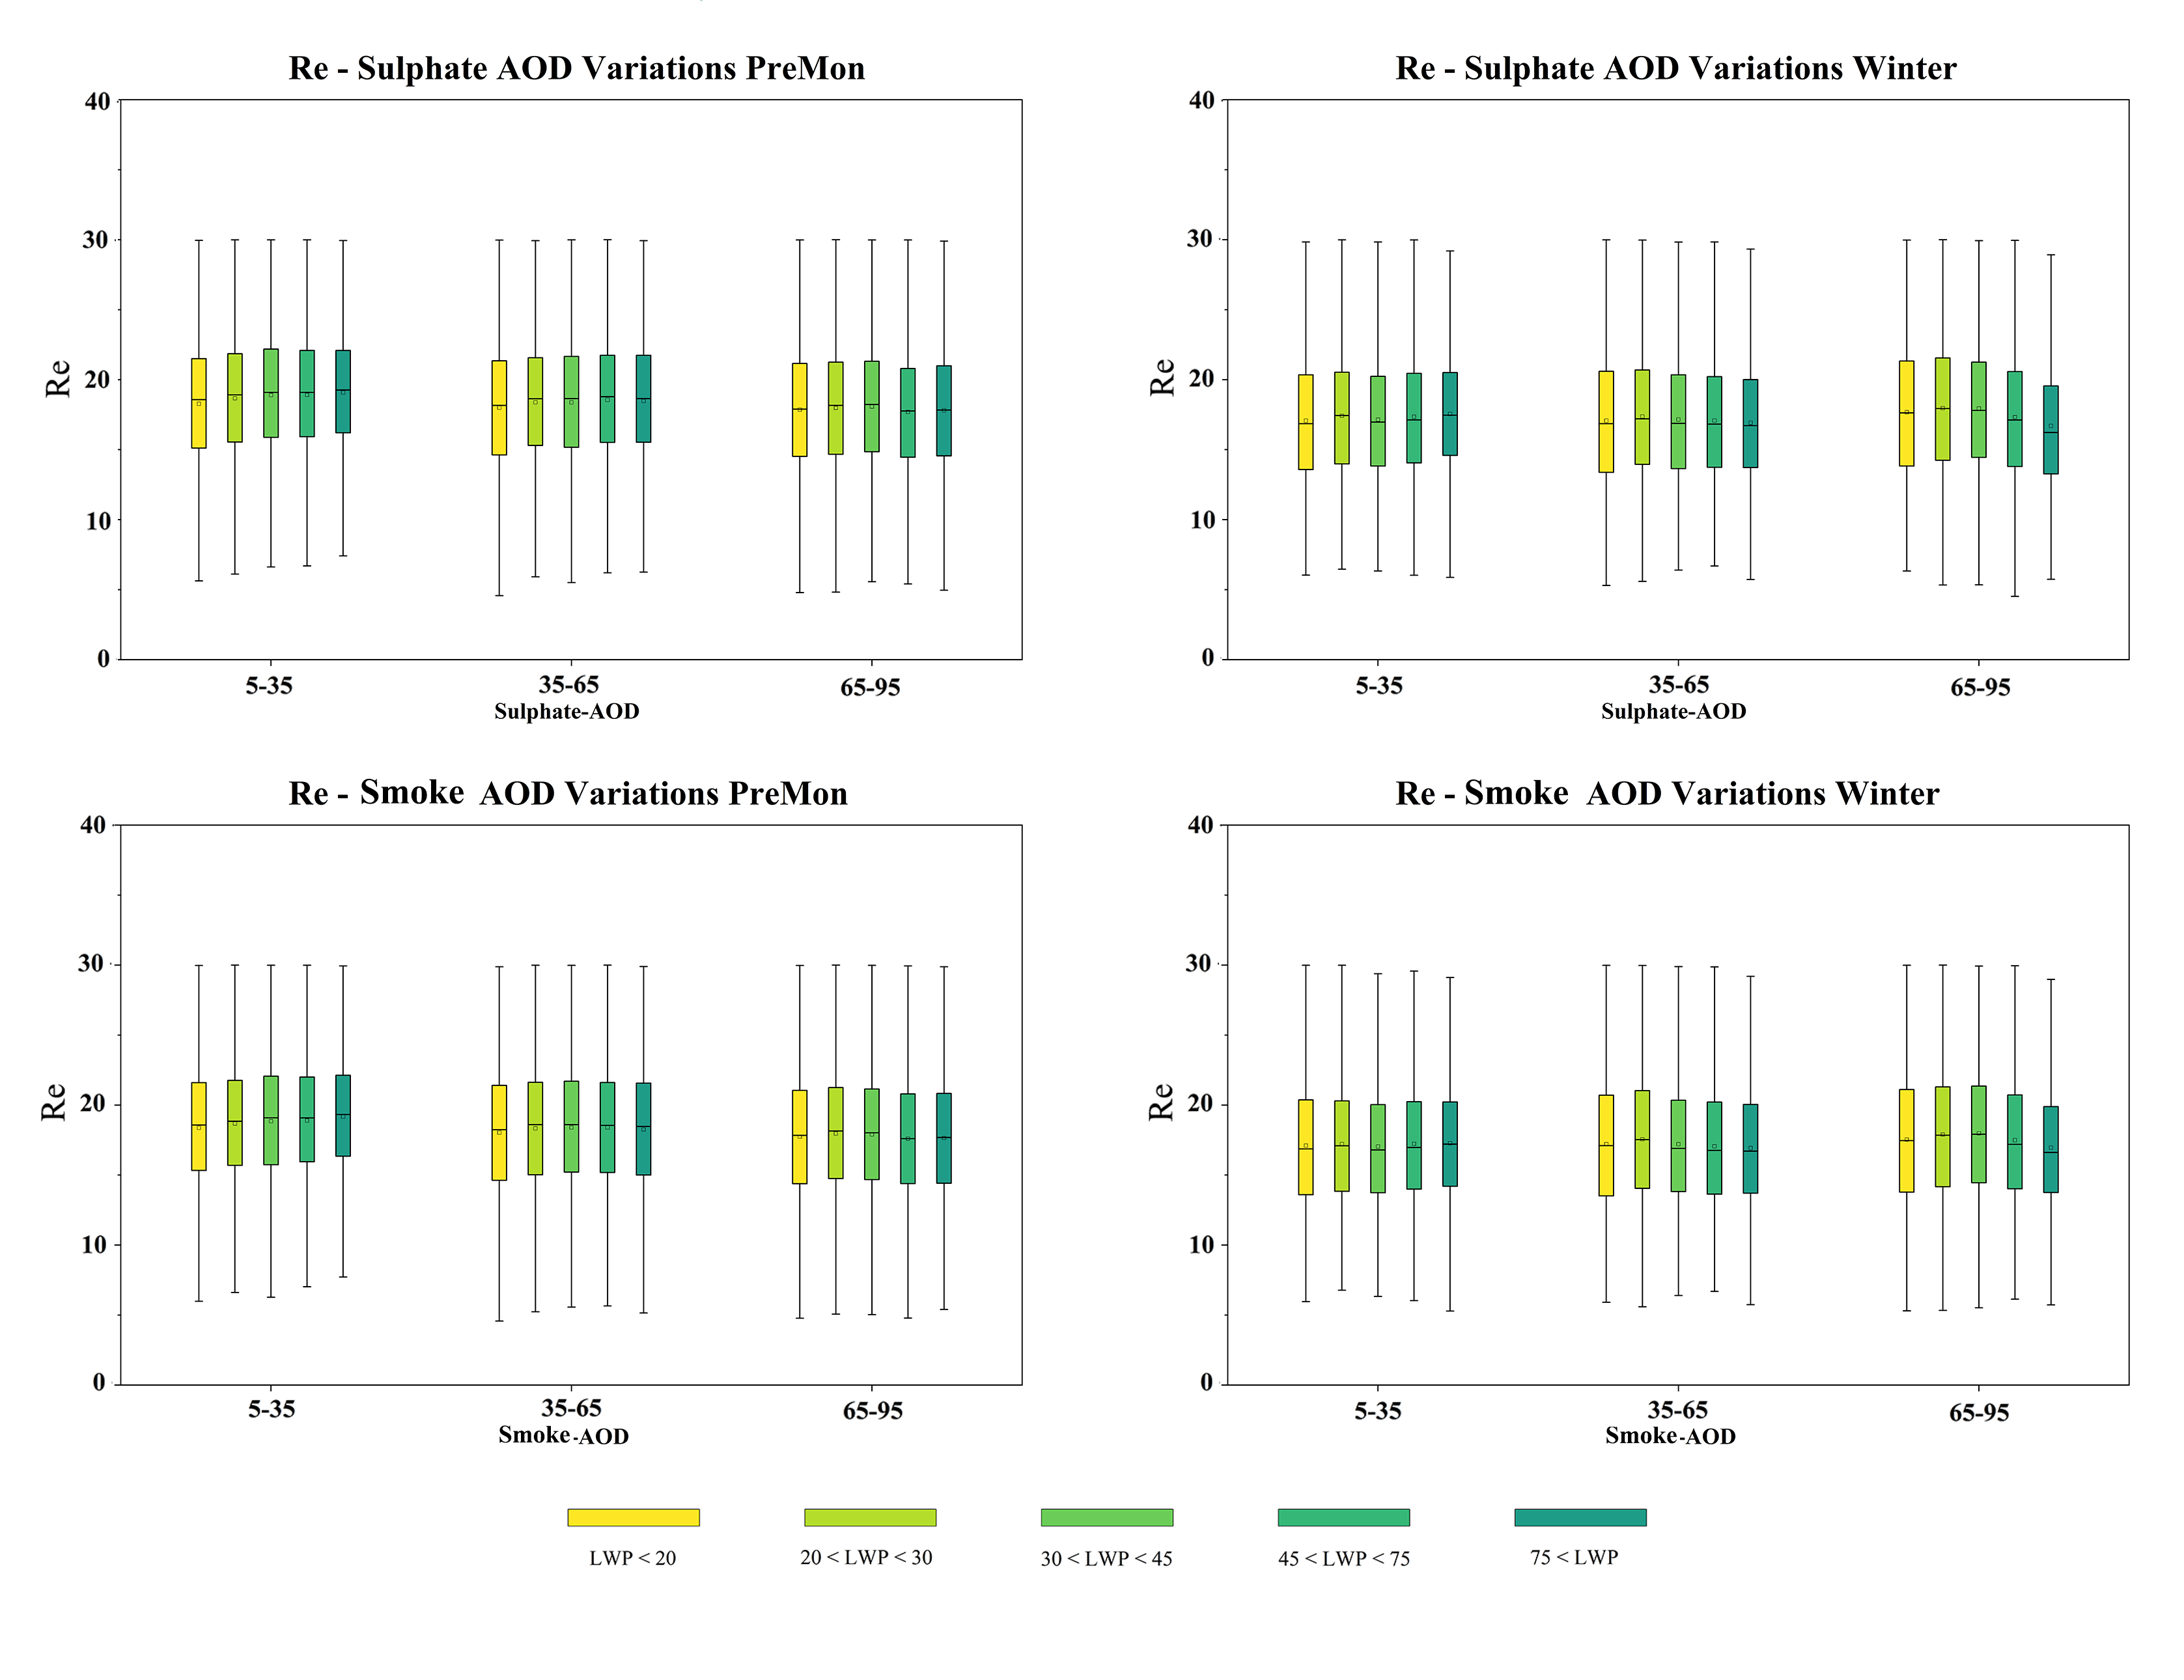 Re - Sulphate AOD Variations PreMon
40
30
20
10
0
Re
5-35 35-65 65-95
Sulphate-AOD
Re - Sulphate AOD Variations Winter
40
30
20
10
0
Re
5-35 35-65 65-95
Sulphate-AOD
Re - Smoke AOD Variations PreMon
40
30
20
10
0
Re
5-35 35-65 65-95
Smoke-AOD
Re - Smoke AOD Variations Winter
40
30
20
10
0
Re
5-35 35-65 65-95
Smoke-AOD
LWP < 20 20 < LWP < 30 30 < LWP < 45 45 < LWP < 75 75 < LWP